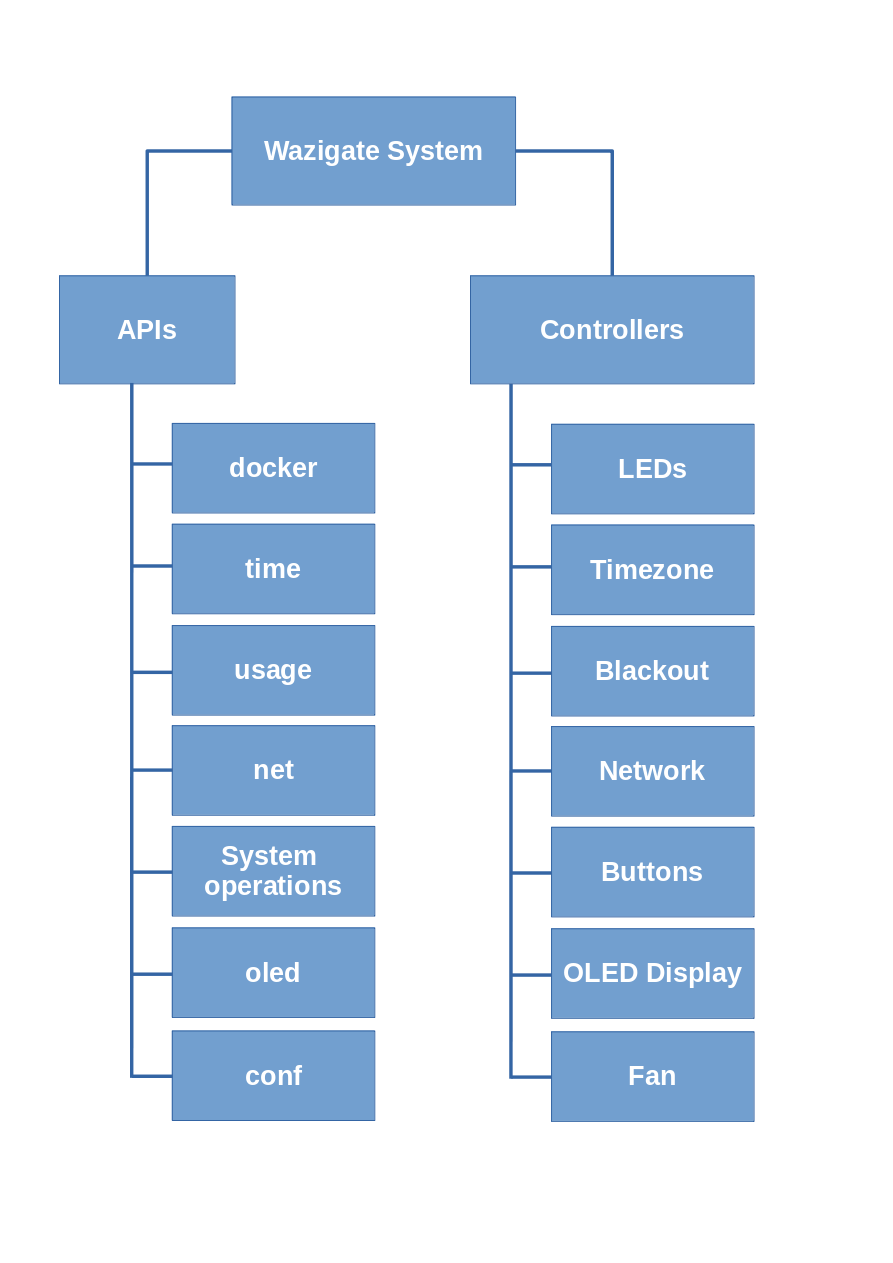 Wazigate System
APIs
Controllers
docker
time
usage
net
System
operations
oled
conf
LEDs
Timezone
Blackout
Network
Buttons
OLED Display
Fan